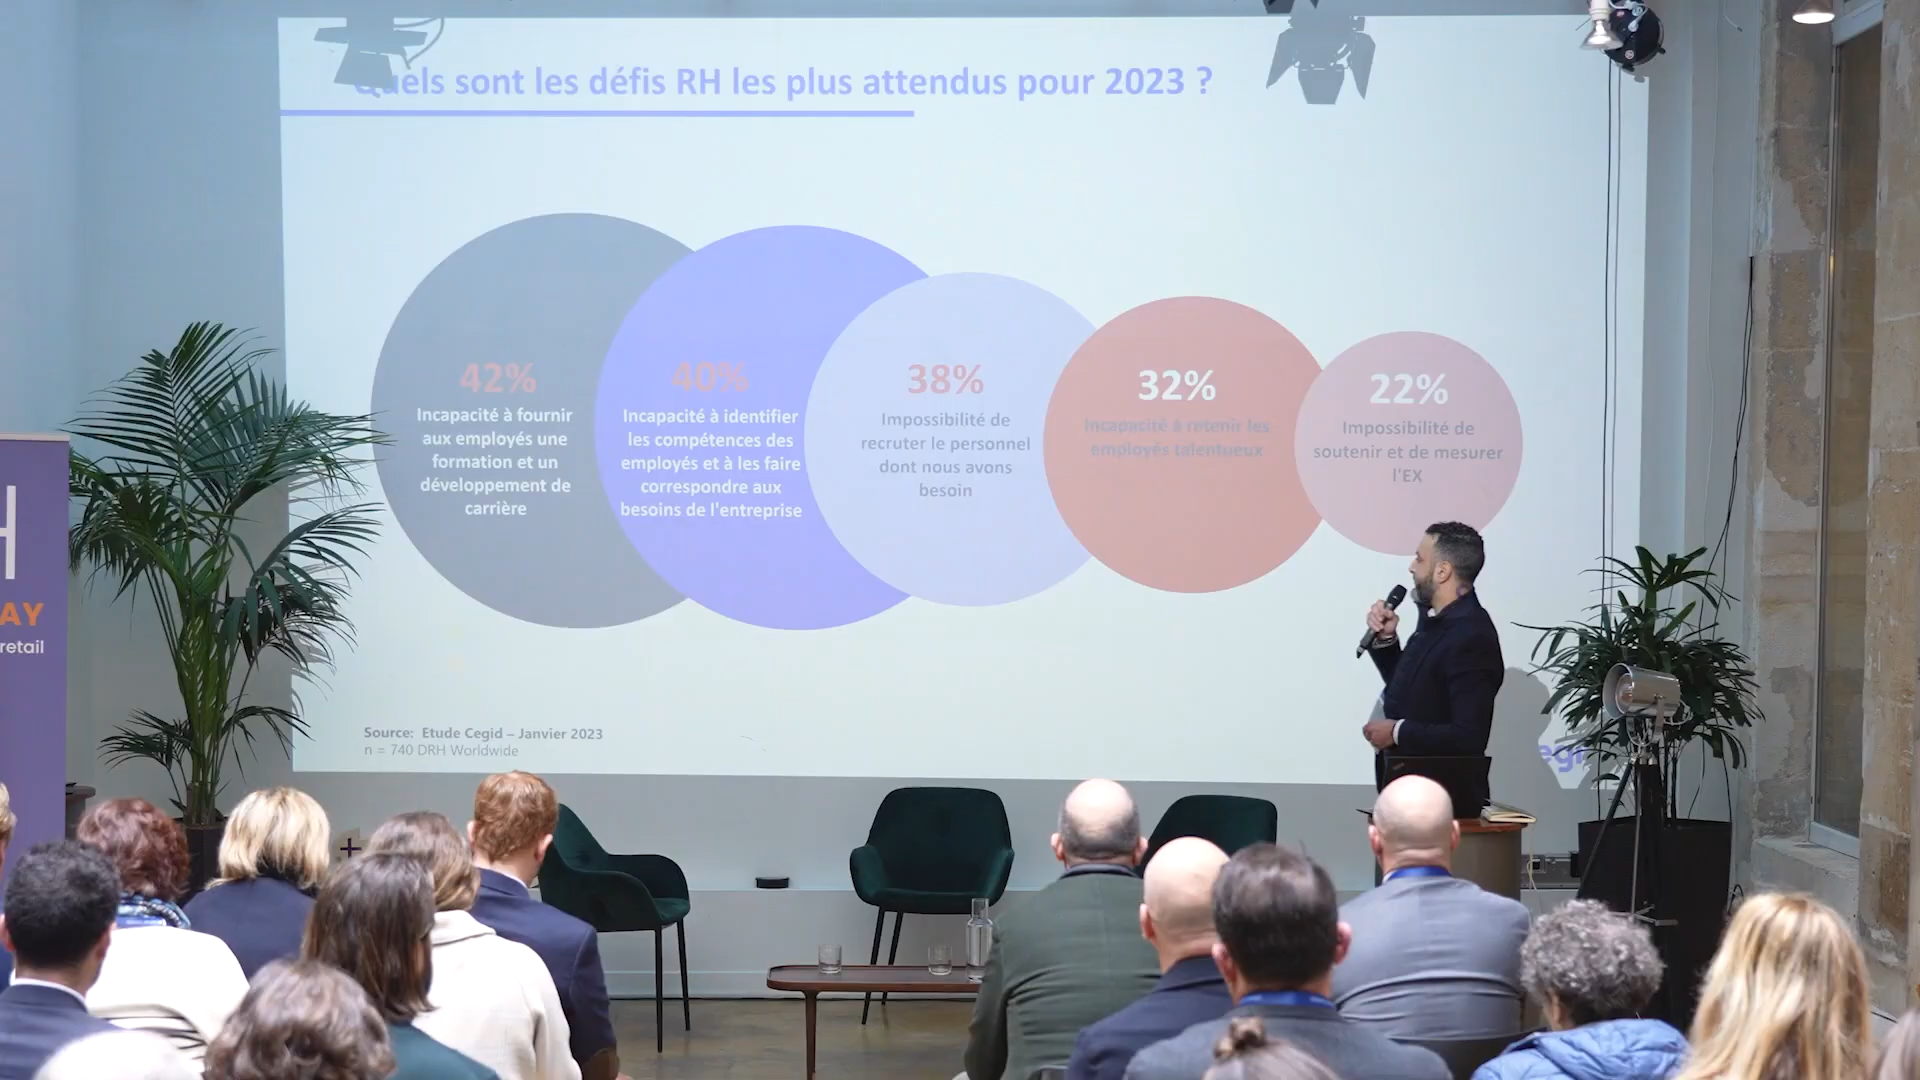 Quels sont les défis RH les plus attendus pour 2023 ?
42%
Incapacité à fournir
aux employés une
formation et un
développement de
carrière
40%
Incapacité à identifier
les compétences des
employés et à les faire
correspondre aux
besoins de l'entreprise
38%
Impossibilité de
recruter le personnel
dont nous avons
besoin
32%
Incapacité à retenir les
employés talentueux
22%
Impossibilité de
soutenir et de mesurer
l'EX
Source: Etude Cegid – Janvier 2023
n = 740 DRH Worldwide
H
AY
retail